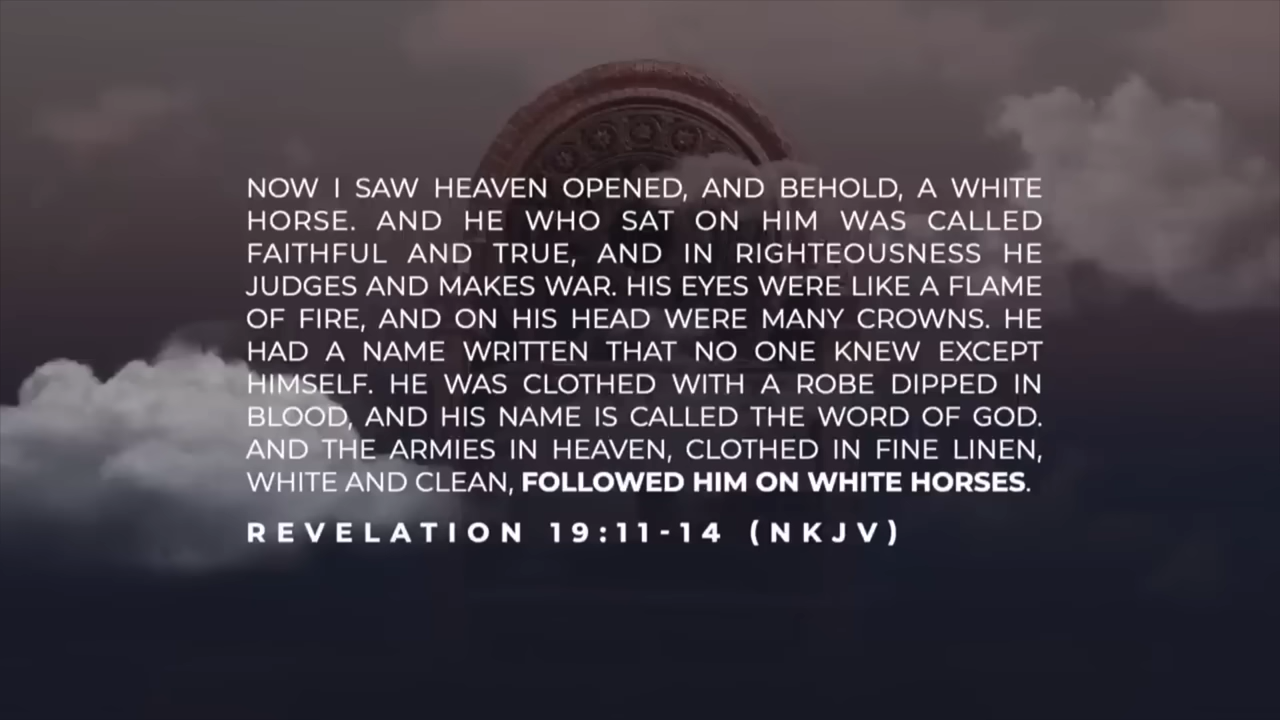 NOW I SAW HEAVEN OPENED, AND BEHOLD, A WHITE
HORSE. AND HE WHO SAT ON HIM WAS CALLED
FAITHFUL AND TRUE, AND IN RIGHTEOUSNESS HE
JUDGES AND MAKES WAR. HIS EYES WERE LIKE A FLAME
OF FIRE, AND ON HIS HEAD WERE MANY CROWNS. HE
HAD A NAME WRITTEN THAT NO ONE KNEW EXCEPT
HIMSELF. HE WAS CLOTHED WITH A ROBE DIPPED IN
BLOOD, AND HIS NAME IS CALLED THE WORD OF GOD.
AND THE ARMIES IN HEAVEN, CLOTHED IN FINE LINEN,
WHITE AND CLEAN, FOLLOWED HIM ON WHITE HORSES.
REVELATION 19:11-14 (NKJV)